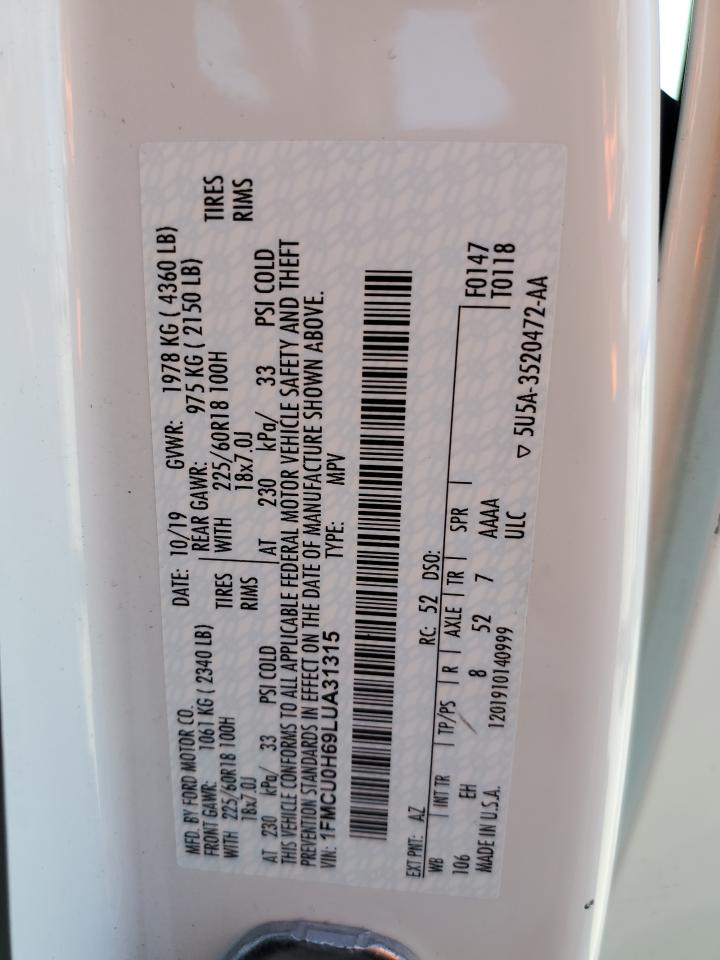 MFD. BY FORD MOTOR CO. DATE: 10/19 GVWR: 1978 KG ( 4360 LB)
FRONT GAWR: 1061 KG ( 2340 LB) REAR GAWR: 975 KG ( 2150 LB)
WITH 225/60R18 100H TIRES WITH 225/60R18 100H TIRES
18x7.0J RIMS 18x7.0J RIMS
AT 230 kPa/ 33 PSI COLD AT 230 kPa/ 33 PSI COLD
THIS VEHICLE CONFORMS TO ALL APPLICABLE FEDERAL MOTOR VEHICLE SAFETY AND THEFT
PREVENTION STANDARDS IN EFFECT ON THE DATE OF MANUFACTURE SHOWN ABOVE.
VIN: 1FMCU0H69LUA31315 TYPE: MPV
EXT PNT: AZ RC: 52 DSO:
WB INT TR TP/PS R AXLE TR SPR F0147
106 EH / 8 52 7 AAAA T0118
MADE IN U.S.A. 1201910140999 ULC
▽ 5U5A-3520472-AA